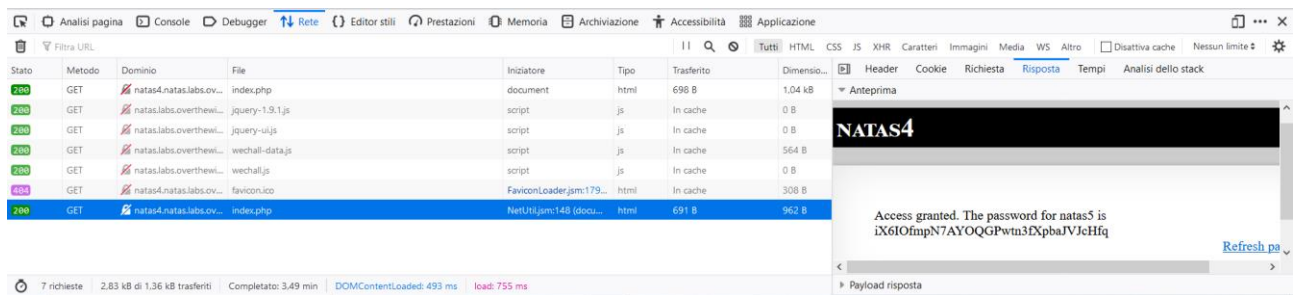 Analisi pagina Console Debugger Rete Editor stili Prestazioni Memoria Archiviazione Accessibilità Applicazione
Filtra URL Tutti HTML CSS JS XHR Caratteri Immagini Media WS Altro Disattiva cache Nessun limite
Stato Metodo Dominio File Iniziatore Tipo Trasferito Dimensio... Header Cookie Richiesta Risposta Tempi Analisi dello stack
200 GET natas4.natas.labs.ov... index.php document html 698 B 1,04 kB
200 GET natas.labs.overthewi... jquery-1.9.1.js script js In cache 0 B
200 GET natas.labs.overthewi... jquery-ui.js script js In cache 0 B
200 GET natas.labs.overthewi... wechall-data.js script js In cache 564 B
200 GET natas.labs.overthewi... wechall.js script js In cache 0 B
404 GET natas4.natas.labs.ov... favicon.ico FaviconLoader.jsm:179... html In cache 308 B
200 GET natas4.natas.labs.ov... index.php NetUtil.jsm:148 (docu... html 691 B 962 B
7 richieste 2,83 kB di 1,36 kB trasferiti Completato: 3,49 min DOMContentLoaded: 493 ms load: 755 ms
Anteprima
NATAS4
Access granted. The password for natas5 is
iX6IOfmpN7AYOQGPwtn3fXpbaJVJcHfq
Refresh pa
Payload risposta